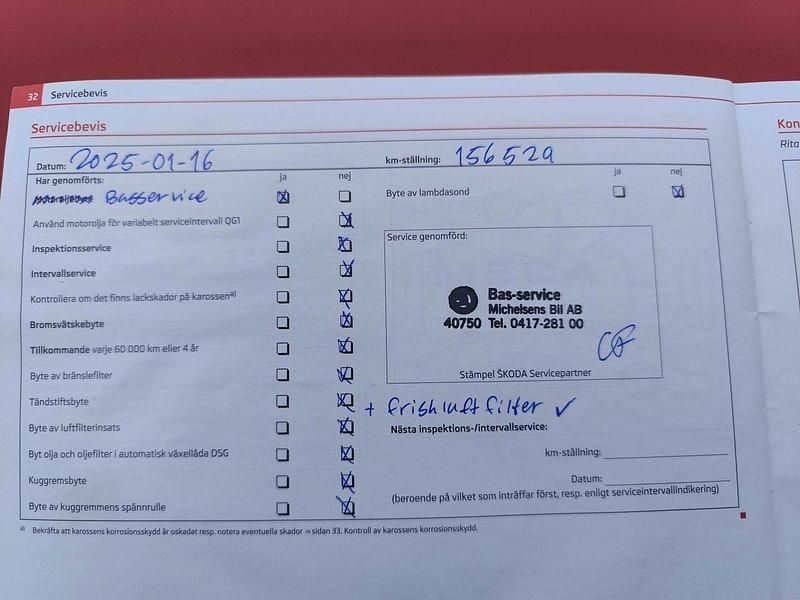 32 Servicebevis
Kon
Servicebevis
Rita
Datum: 2025-01-16
km-ställning: 156529
Har genomförts: ja nej
ja nej
Basservice
Byte av lambdasond
Använd motorolja för variabelt serviceintervall QG1
Inspektionsservice
Intervallservice
Kontrollera om det finns lackskador på karossen a)
Bromsvätskebyte
Tillkommande varje 60 000 km eller 4 år
Byte av bränslefilter
Tändstiftsbyte
Byte av luftfilterinsats
Byt olja och oljefilter i automatisk växellåda DSG
Kuggremsbyte
Byte av kuggremmens spännrulle
Service genomförd:
Bas-service
Michelsens Bil AB
40750 Tel. 0417-281 00
Stämpel ŠKODA Servicepartner
+ frishluftfilter ✓
Nästa inspektions-/intervallservice:
km-ställning:
Datum:
(beroende på vilket som inträffar först, resp. enligt serviceintervallindikering)
a) Bekräfta att karossens korrosionsskydd är oskadat resp. notera eventuella skador ⇒ sidan 33, Kontroll av karossens korrosionsskydd.